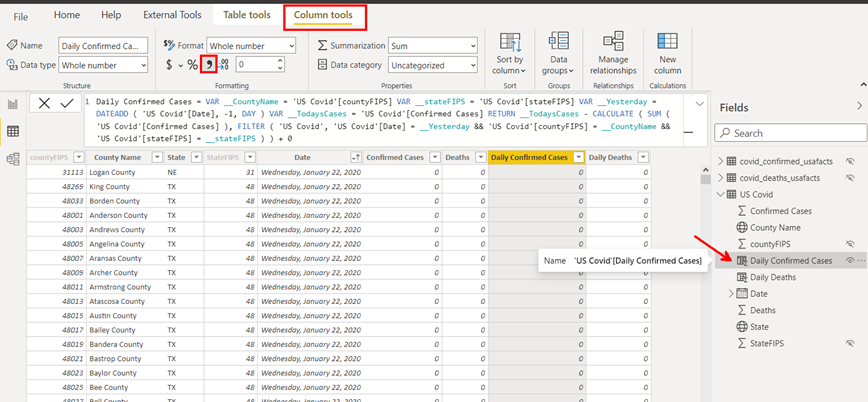 File Home Help External Tools Table tools Column tools
Name Daily Confirmed Ca... $% Format Whole number Σ Summarization Sum
Data type Whole number $ % 9 .00 0 Data category Uncategorized
Sort by column Data groups Manage relationships New column
Structure Formatting Properties Sort Groups Relationships Calculations
1 Daily Confirmed Cases = VAR __CountyName = 'US Covid'[countyFIPS] VAR __stateFIPS = 'US Covid'[stateFIPS] VAR __Yesterday =
DATEADD ( 'US Covid'[Date], -1, DAY ) VAR __TodaysCases = 'US Covid'[Confirmed Cases] RETURN __TodaysCases - CALCULATE ( SUM (
'US Covid'[Confirmed Cases] ), FILTER ( 'US Covid', 'US Covid'[Date] = __Yesterday && 'US Covid'[countyFIPS] = __CountyName &&
'US Covid'[stateFIPS] = __stateFIPS ) ) + 0
countyFIPS County Name State StateFIPS Date Confirmed Cases Deaths Daily Confirmed Cases Daily Deaths
31113 Logan County NE 31 Wednesday, January 22, 2020 0 0 0 0
48269 King County TX 48 Wednesday, January 22, 2020 0 0 0 0
48033 Borden County TX 48 Wednesday, January 22, 2020 0 0 0 0
48001 Anderson County TX 48 Wednesday, January 22, 2020 0 0 0 0
48003 Andrews County TX 48 Wednesday, January 22, 2020 0 0 0 0
48005 Angelina County TX 48 Wednesday, January 22, 2020 0 0 0 0
48007 Aransas County TX 48 Wednesday, January 22, 2020 0 0 0 0
48009 Archer County TX 48 Wednesday, January 22, 2020 0 0 0 0
48011 Armstrong County TX 48 Wednesday, January 22, 2020 0 0 0 0
48013 Atascosa County TX 48 Wednesday, January 22, 2020 0 0 0 0
48015 Austin County TX 48 Wednesday, January 22, 2020 0 0 0 0
48017 Bailey County TX 48 Wednesday, January 22, 2020 0 0 0 0
48019 Bandera County TX 48 Wednesday, January 22, 2020 0 0 0 0
48021 Bastrop County TX 48 Wednesday, January 22, 2020 0 0 0 0
48023 Baylor County TX 48 Wednesday, January 22, 2020 0 0 0 0
48025 Bee County TX 48 Wednesday, January 22, 2020 0 0 0 0
48027 Bell County TX 48 Wednesday, January 22, 2020 0 0 0 0
Name 'US Covid'[Daily Confirmed Cases]
Fields
Search
covid_confirmed_usafacts
covid_deaths_usafacts
US Covid
Σ Confirmed Cases
County Name
Σ countyFIPS
Daily Confirmed Cases ...
Daily Deaths
Date
Σ Deaths
State
Σ StateFIPS